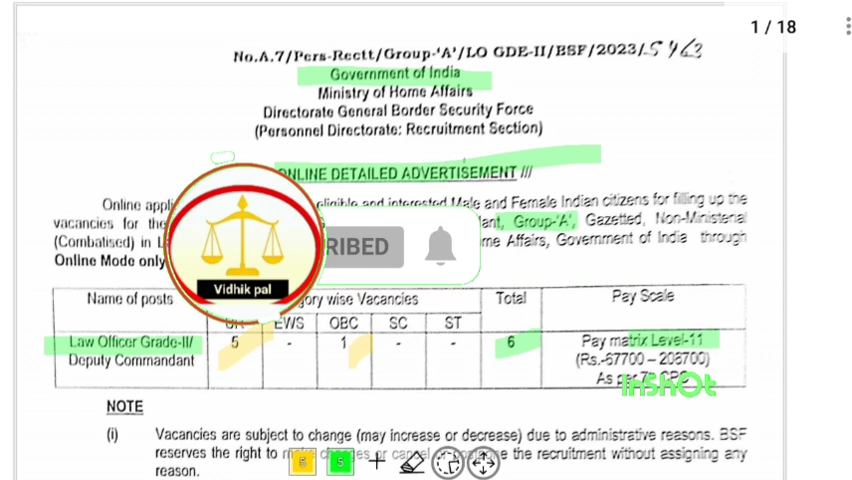 1 / 18
No.A.7/Pers-Rectt/Group-'A'/LO GDE-II/BSF/2023/5463
Government of India
Ministry of Home Affairs
Directorate General Border Security Force
(Personnel Directorate: Recruitment Section)
ONLINE DETAILED ADVERTISEMENT ///
Online eligible and interested Male and Female Indian citizens for filling up the
vacancies for the Group-'A', Gazetted, Non-Ministerial
(Combatised) in Affairs, Government of India through
Online Mode only
RIBED
Vidhik pal
Name of posts wise Vacancies Total Pay Scale
EWS OBC SC ST
Law Officer Grade-II/ 5 - 1 - - 6 Pay matrix Level-11
Deputy Commandant (Rs.-67700 – 208700)
As per 7th CPC
InShOt
NOTE
(i) Vacancies are subject to change (may increase or decrease) due to administrative reasons. BSF
reserves the right to the recruitment without assigning any
reason.
5